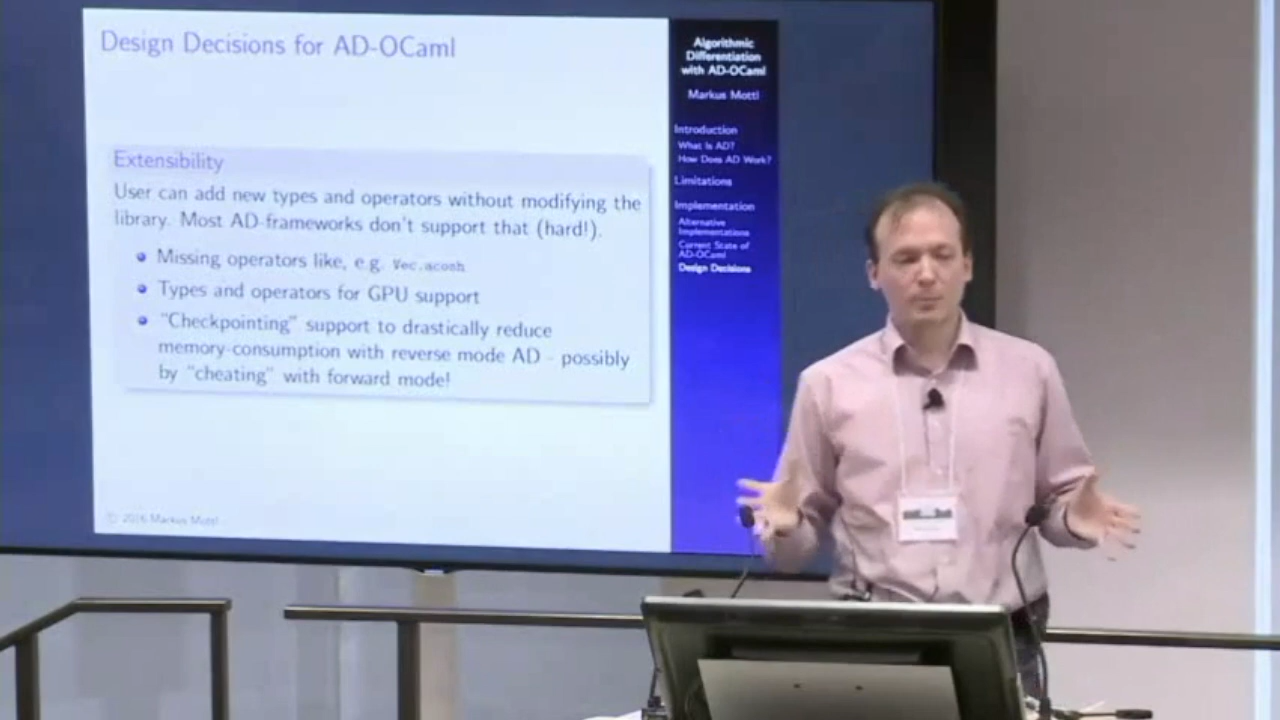 Design Decisions for AD-OCaml
Extensibility
User can add new types and operators without modifying the
library. Most AD-frameworks don't support that (hard!).
Missing operators like, e.g. Vec.acosh
Types and operators for GPU support
"Checkpointing" support to drastically reduce
memory-consumption with reverse mode AD - possibly
by "cheating" with forward mode!
© 2016 Markus Mottl
Algorithmic
Differentiation
with AD-OCaml
Markus Mottl
Introduction
What Is AD?
How Does AD Work?
Limitations
Implementation
Alternative
Implementations
Current State of
AD-OCaml
Design Decisions